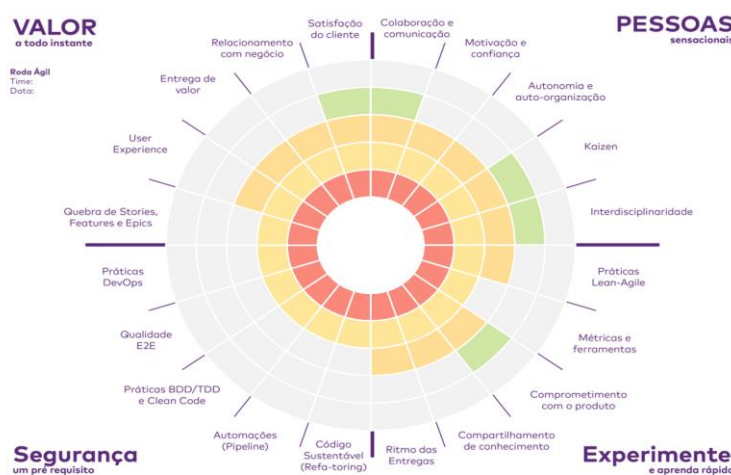 VALOR
a todo instante
Roda Ágil
Time:
Data:
PESSOAS
sensacionais
Satisfação
do cliente
Colaboração e
comunicação
Motivação e
confiança
Autonomia e
auto-organização
Kaizen
Interdisciplinaridade
Práticas
Lean-Agile
Métricas e
ferramentas
Comprometimento
com o produto
Compartilhamento
de conhecimento
Ritmo das
Entregas
Código
Sustentável
(Refa-toring)
Automações
(Pipeline)
Práticas BDD/TDD
e Clean Code
Qualidade
E2E
Práticas
DevOps
Quebra de Stories,
Features e Epics
User
Experience
Entrega de
valor
Relacionamento
com negócio
Segurança
um pré requisito
Experimente
e aprenda rápido